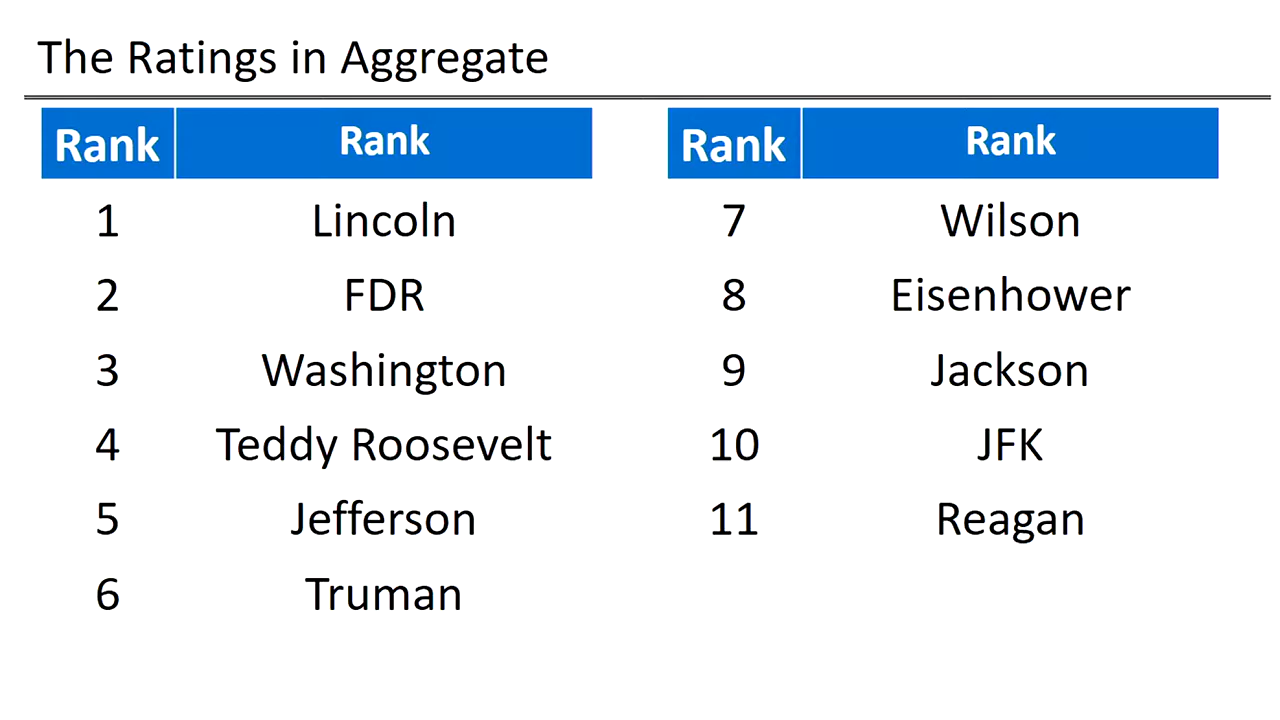 The Ratings in Aggregate
Rank Rank
1 Lincoln
2 FDR
3 Washington
4 Teddy Roosevelt
5 Jefferson
6 Truman
Rank Rank
7 Wilson
8 Eisenhower
9 Jackson
10 JFK
11 Reagan